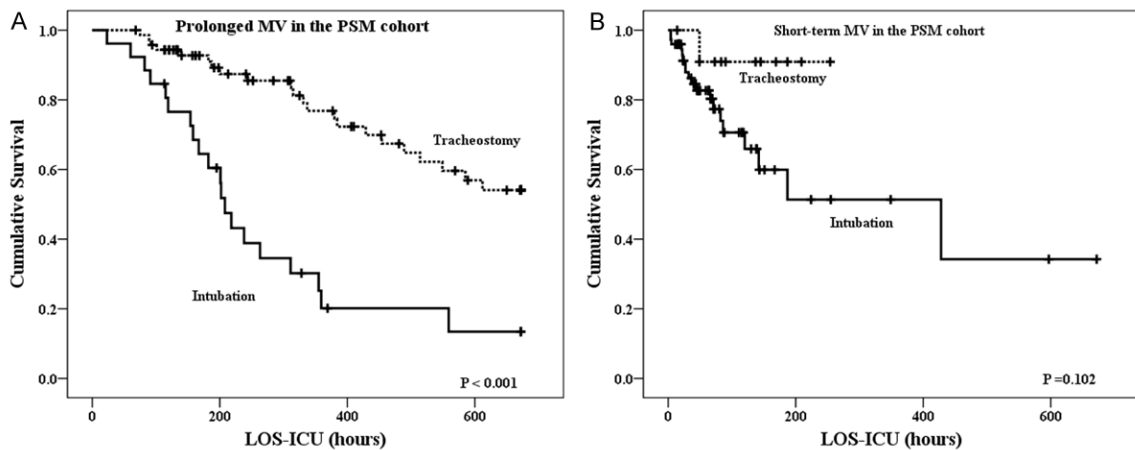 A
Prolonged MV in the PSM cohort
Cumulative Survival
1.0
0.8
0.6
0.4
0.2
0.0
Tracheostomy
Intubation
P < 0.001
0 200 400 600
LOS-ICU (hours)
B
Short-term MV in the PSM cohort
Cumulative Survival
1.0
0.8
0.6
0.4
0.2
0.0
Tracheostomy
Intubation
P =0.102
0 200 400 600
LOS-ICU (hours)